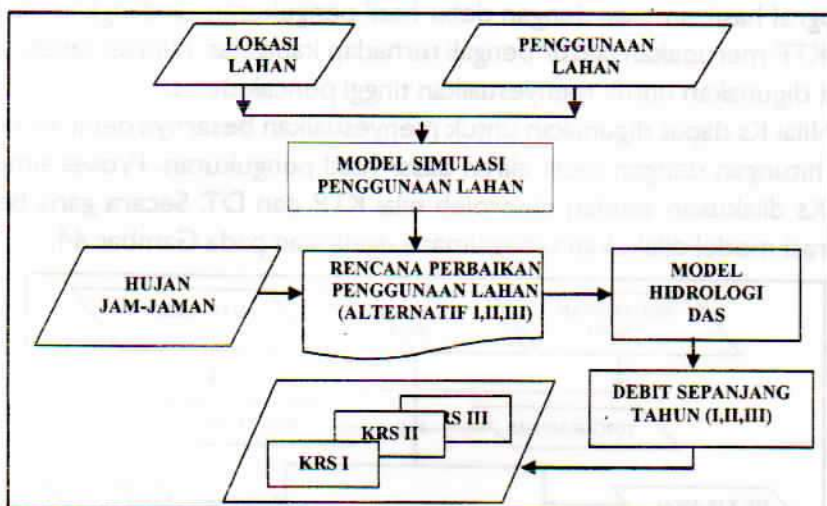 LOKASI
LAHAN
PENGGUNAAN
LAHAN
MODEL SIMULASI
PENGGUNAAN LAHAN
HUJAN
JAM-JAMAN
RENCANA PERBAIKAN
PENGGUNAAN LAHAN
(ALTERNATIF I,II,III)
MODEL
HIDROLOGI
DAS
DEBIT SEPANJANG
TAHUN (I,II,III)
RS III
KRS II
KRS I